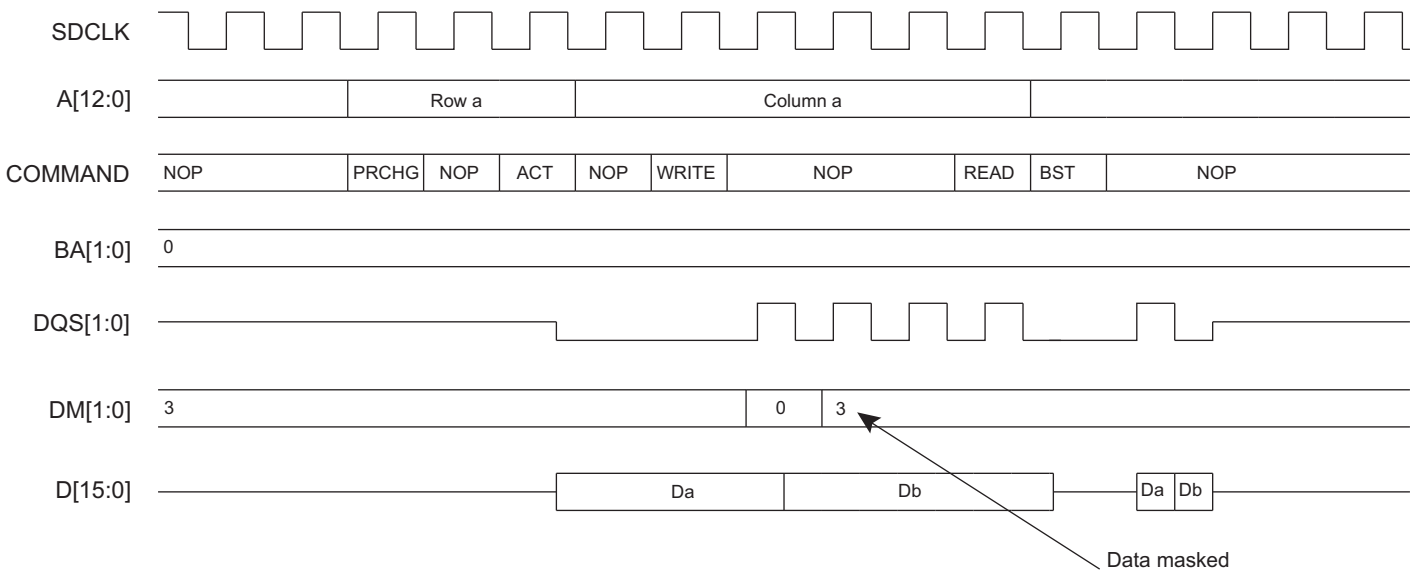 SDCLK
A[12:0] Row a Column a
COMMAND NOP PRCHG NOP ACT NOP WRITE NOP READ BST NOP
BA[1:0] 0
DQS[1:0]
DM[1:0] 3 0 3
D[15:0] Da Db Da Db
Data masked